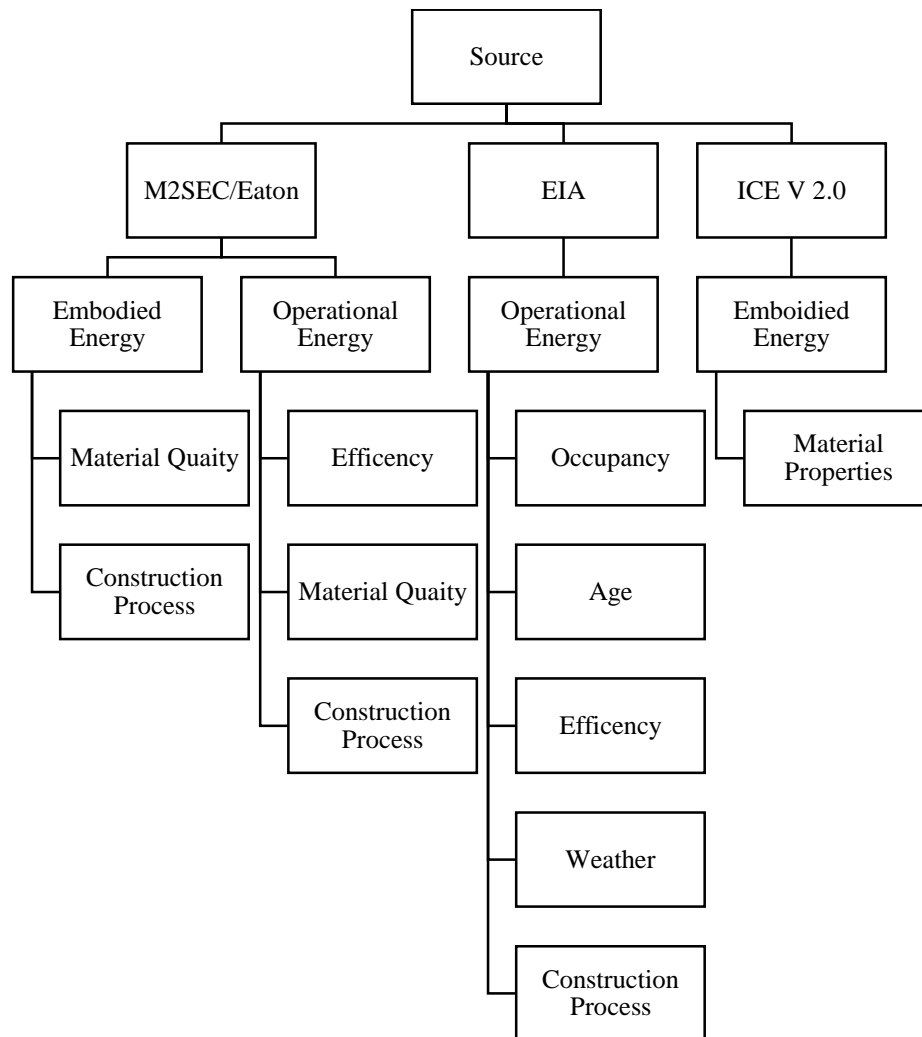 Source
M2SEC/Eaton
EIA
ICE V 2.0
Embodied
Energy
Operational
Energy
Operational
Energy
Emboidied
Energy
Material Quaity
Efficency
Occupancy
Material
Properties
Construction
Process
Material Quaity
Age
Construction
Process
Efficency
Weather
Construction
Process